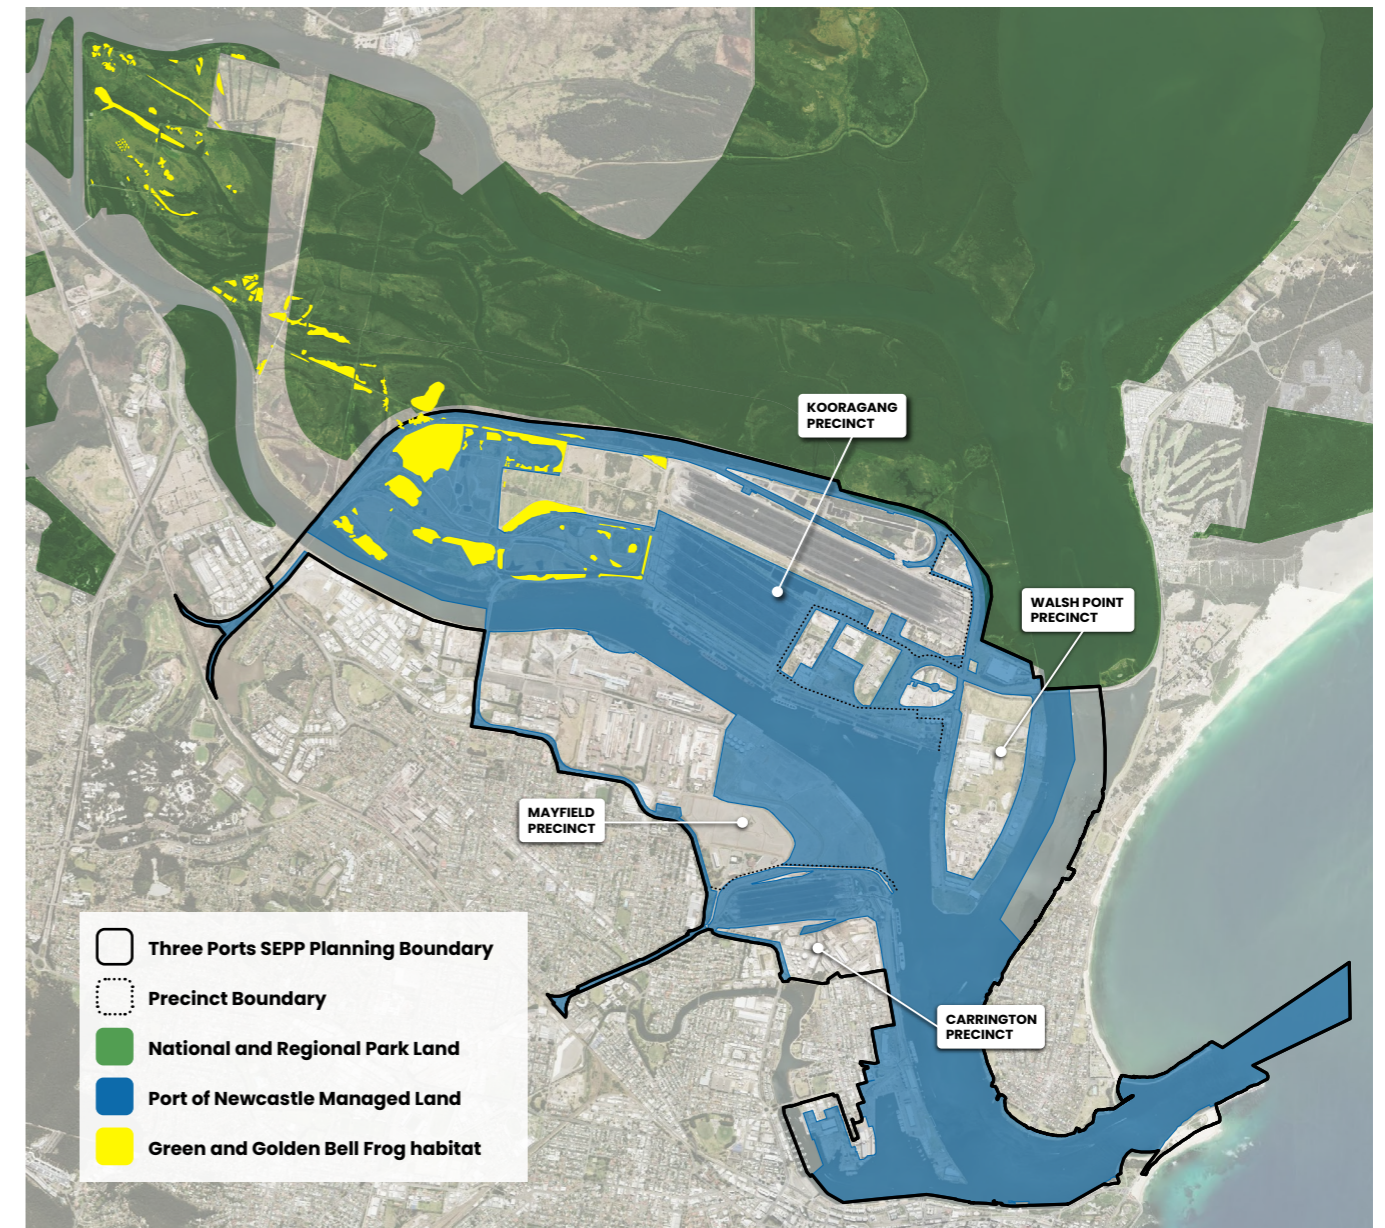 KOORAGANG
PRECINCT
WALSH POINT
PRECINCT
MAYFIELD
PRECINCT
CARRINGTON
PRECINCT
Three Ports SEPP Planning Boundary
Precinct Boundary
National and Regional Park Land
Port of Newcastle Managed Land
Green and Golden Bell Frog habitat